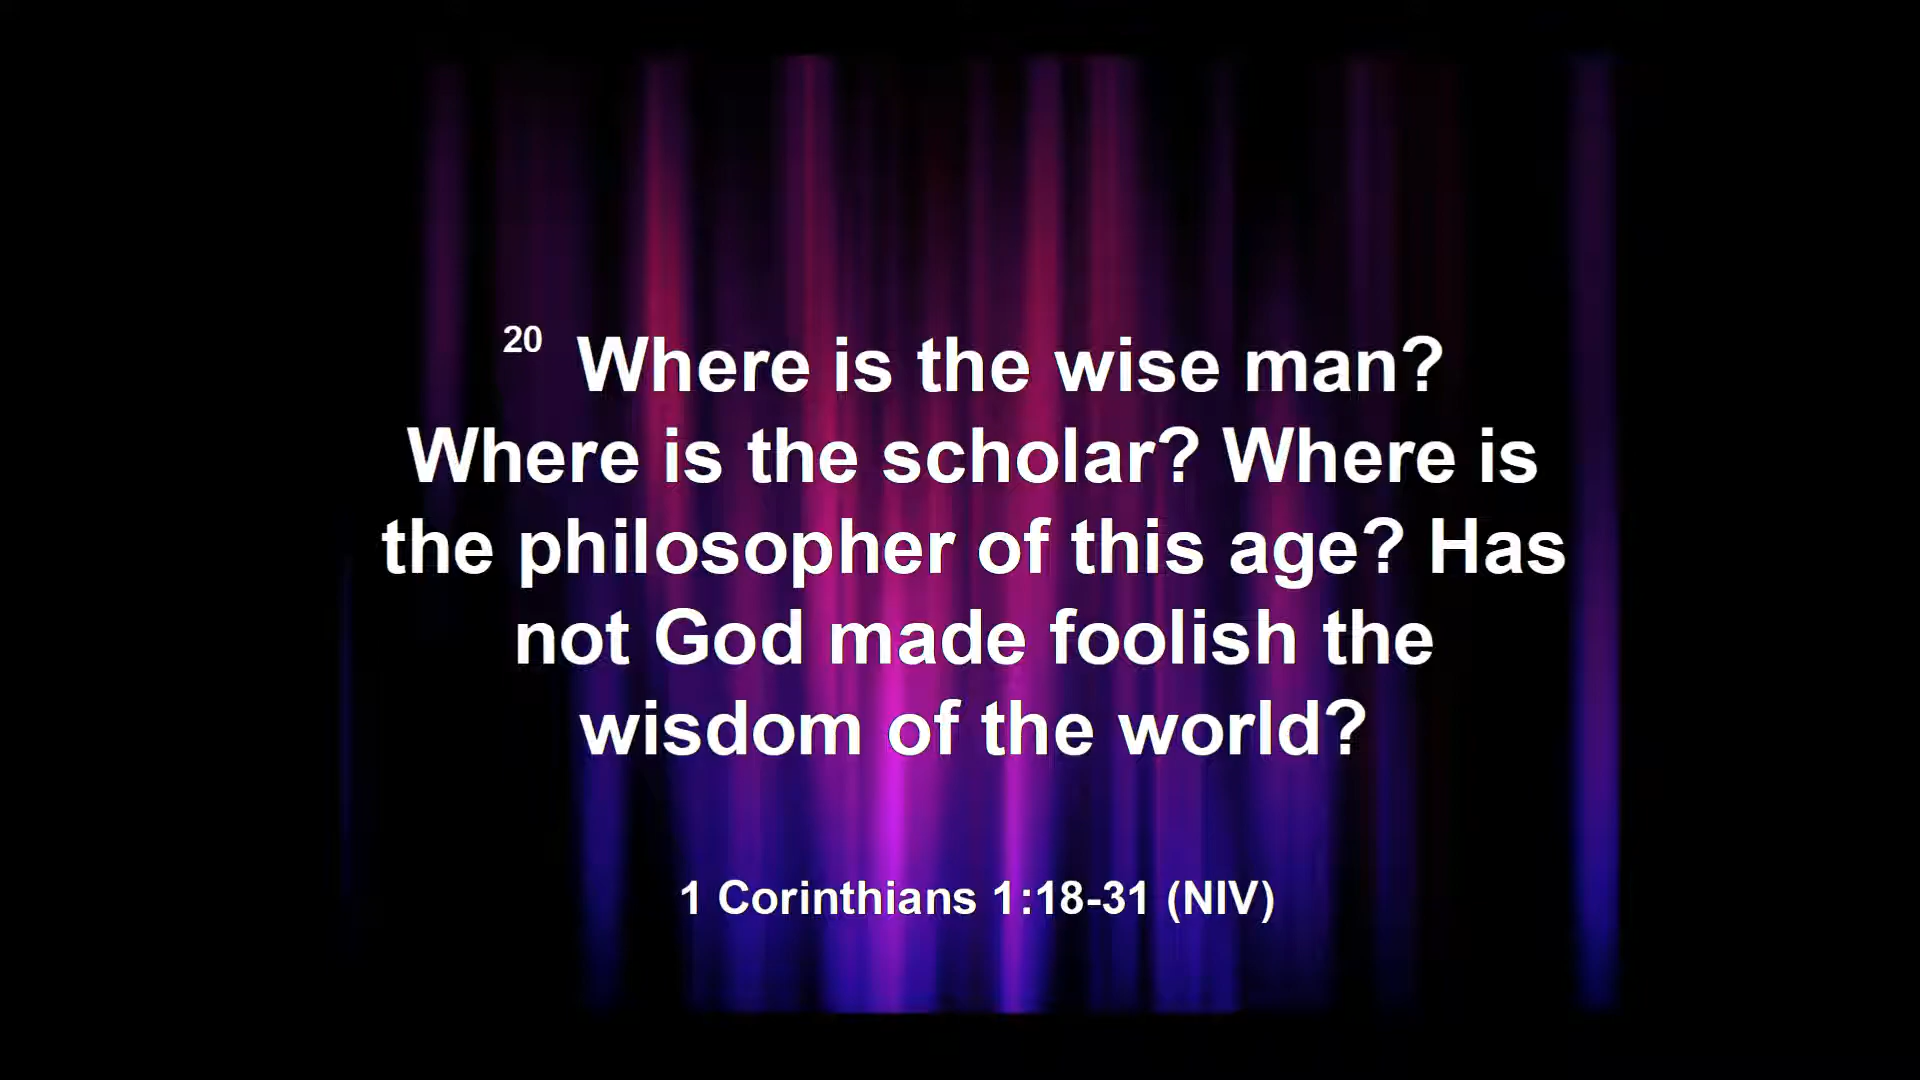 20 Where is the wise man?
Where is the scholar? Where is
the philosopher of this age? Has
not God made foolish the
wisdom of the world?
1 Corinthians 1:18-31 (NIV)